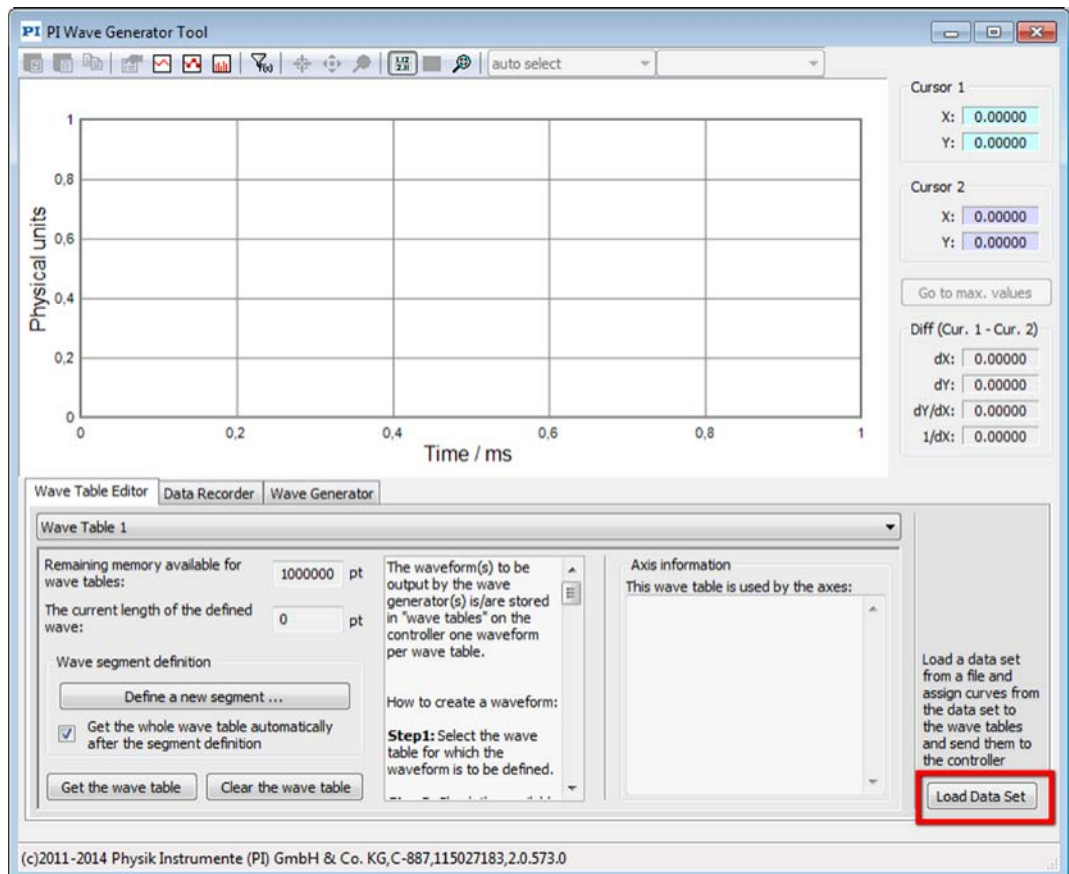 PI PI Wave Generator Tool
auto select
1
0,8
0,6
0,4
0,2
0
Physical units
0
0,2
0,4
0,6
0,8
1
Time / ms
Cursor 1
X: 0.00000
Y: 0.00000
Cursor 2
X: 0.00000
Y: 0.00000
Go to max. values
Diff (Cur. 1 - Cur. 2)
dX: 0.00000
dY: 0.00000
dY/dX: 0.00000
1/dX: 0.00000
Wave Table Editor
Data Recorder
Wave Generator
Wave Table 1
Remaining memory available for
wave tables:
1000000 pt
The current length of the defined
wave:
0 pt
Wave segment definition
Define a new segment ...
Get the whole wave table automatically
after the segment definition
Get the wave table
Clear the wave table
The waveform(s) to be
output by the wave
generator(s) is/are stored
in "wave tables" on the
controller one waveform
per wave table.
How to create a waveform:
Step1: Select the wave
table for which the
waveform is to be defined.
Axis information
This wave table is used by the axes:
Load a data set
from a file and
assign curves from
the data set to
the wave tables
and send them to
the controller
Load Data Set
(c)2011-2014 Physik Instrumente (PI) GmbH & Co. KG,C-887,115027183,2.0.573.0